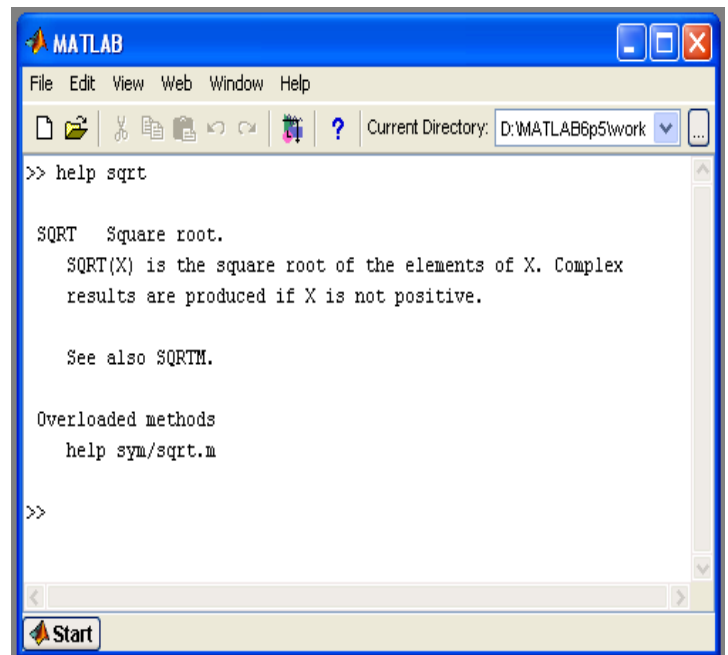 MATLAB
File Edit View Web Window Help
? Current Directory: D:\MATLAB6p5\work ...
>> help sqrt
SQRT Square root.
SQRT(X) is the square root of the elements of X. Complex
results are produced if X is not positive.
See also SQRTM.
Overloaded methods
help sym/sqrt.m
>>
Start